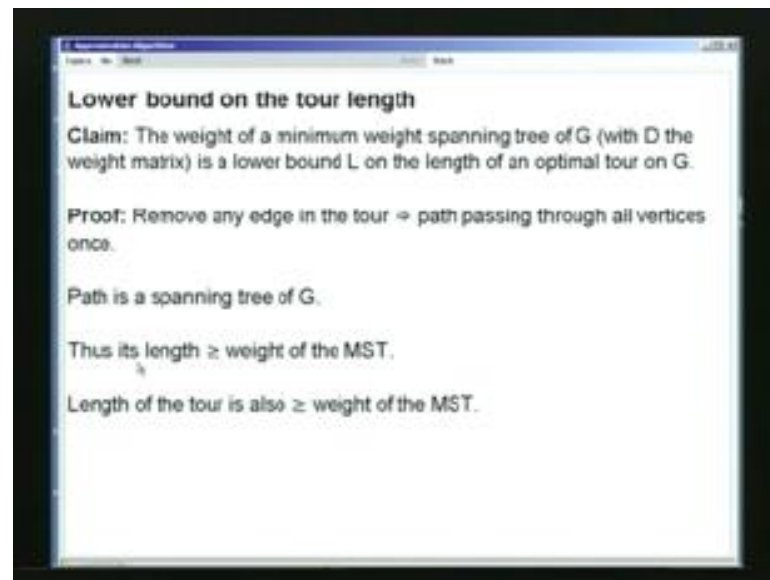 Approximation Algorithms
Back
Lower bound on the tour length
Claim: The weight of a minimum weight spanning tree of G (with D the
weight matrix) is a lower bound L on the length of an optimal tour on G.
Proof: Remove any edge in the tour ⇒ path passing through all vertices
once.
Path is a spanning tree of G.
Thus its length ≥ weight of the MST.
Length of the tour is also ≥ weight of the MST.